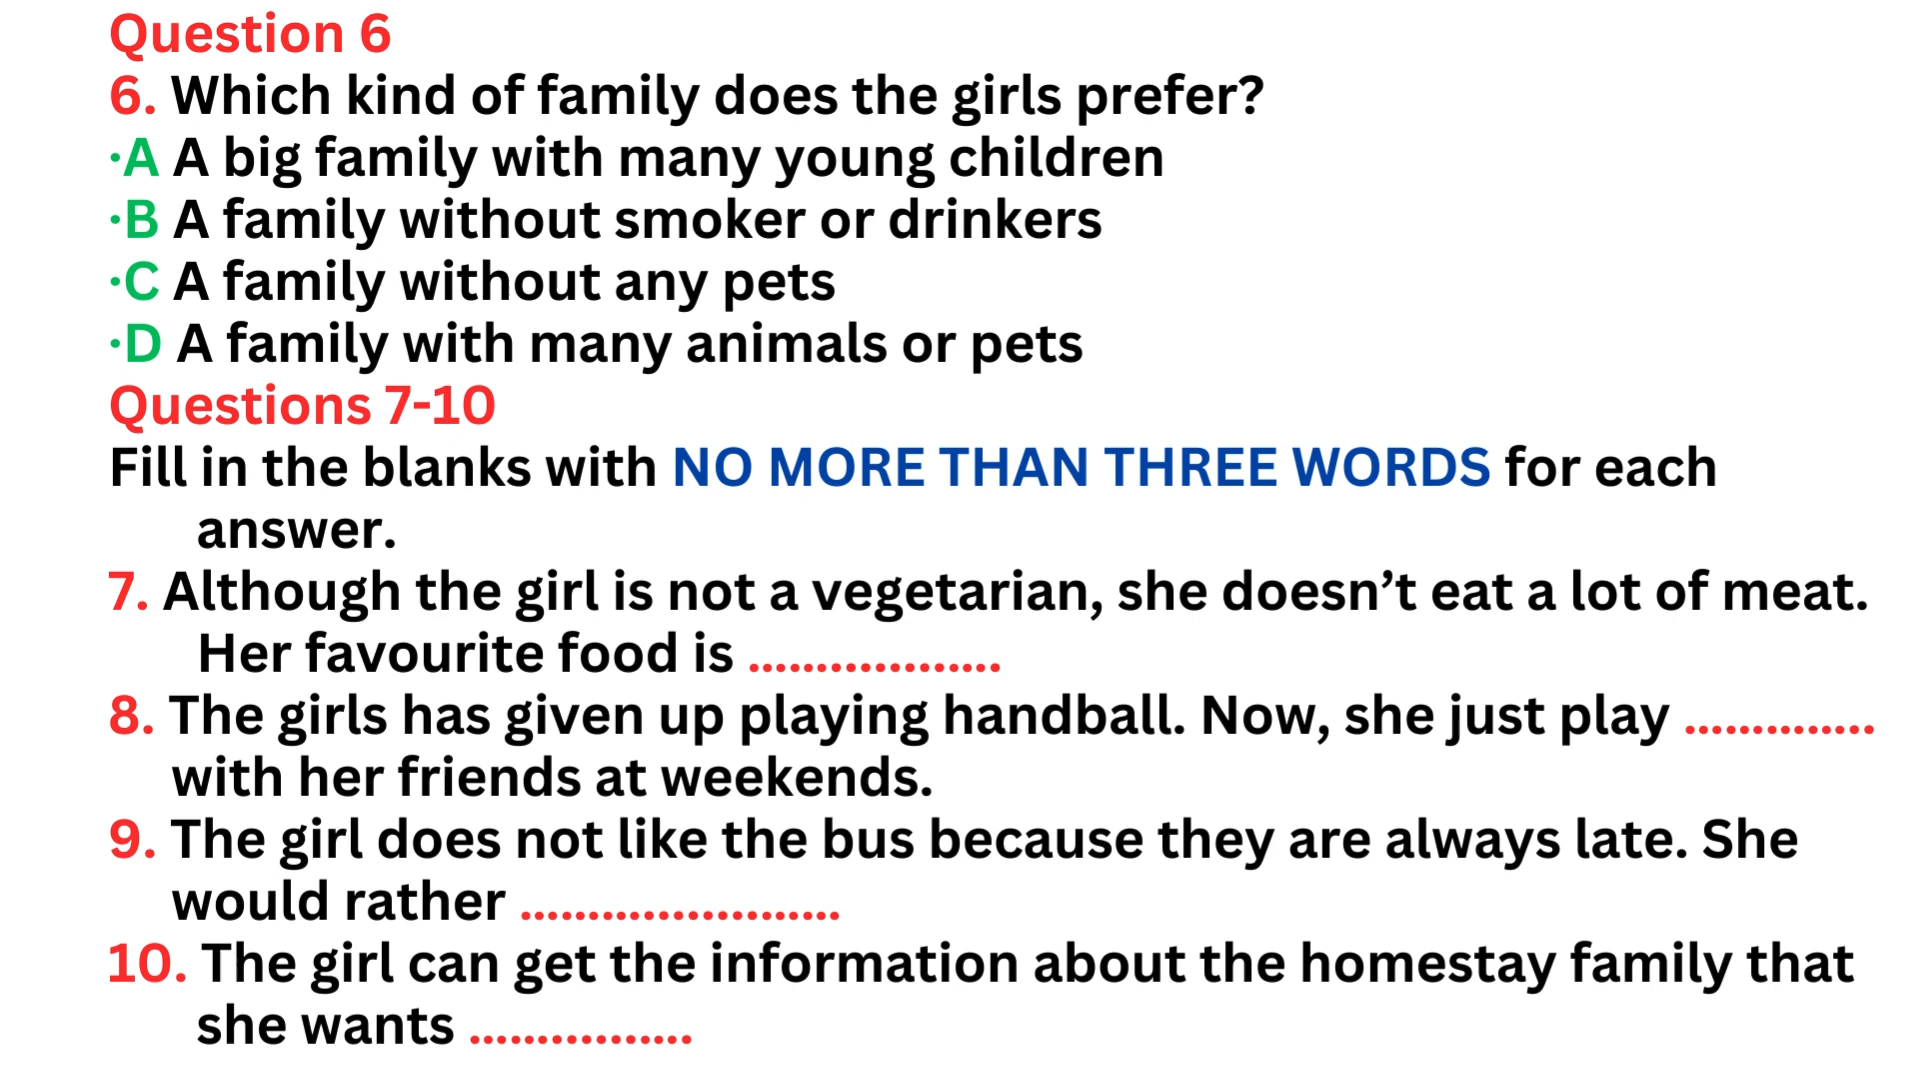 Question 6
6. Which kind of family does the girls prefer?
·A A big family with many young children
·B A family without smoker or drinkers
·C A family without any pets
·D A family with many animals or pets
Questions 7-10
Fill in the blanks with NO MORE THAN THREE WORDS for each
answer.
7. Although the girl is not a vegetarian, she doesn’t eat a lot of meat.
Her favourite food is ……………….
8. The girls has given up playing handball. Now, she just play …………..
with her friends at weekends.
9. The girl does not like the bus because they are always late. She
would rather ……………………
10. The girl can get the information about the homestay family that
she wants …………….